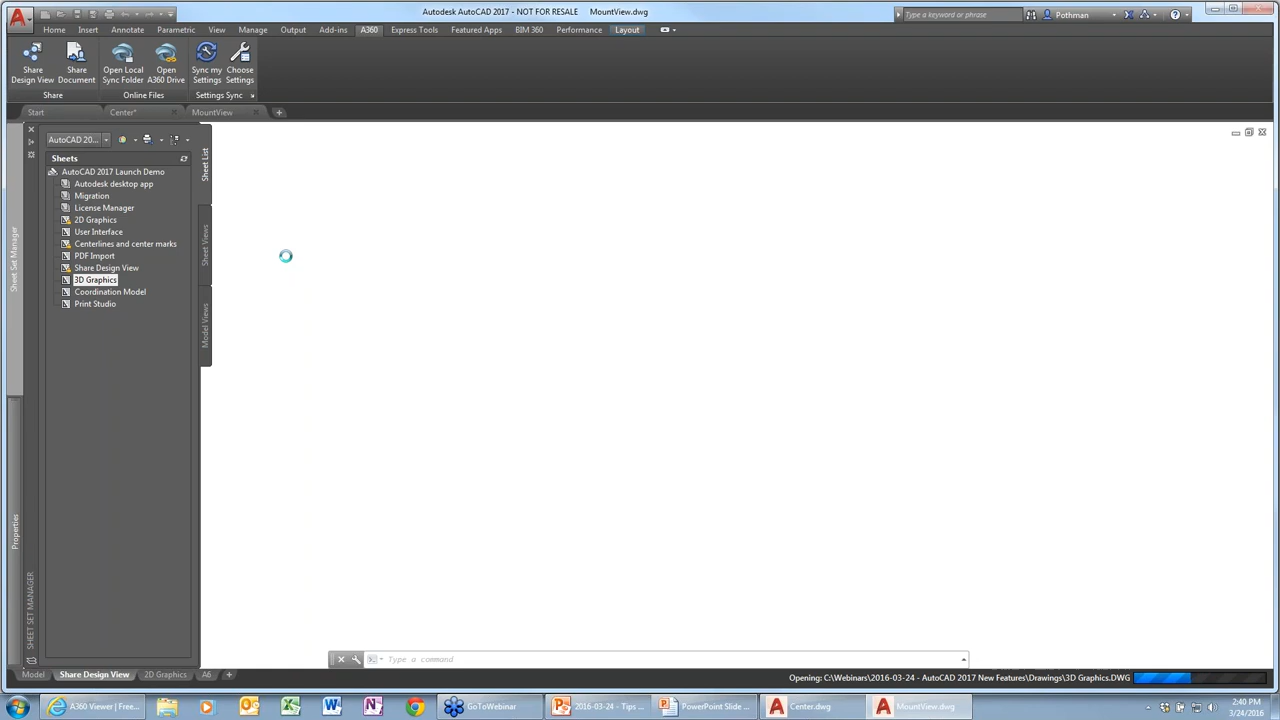 Autodesk AutoCAD 2017 - NOT FOR RESALE MountView.dwg
Type a keyword or phrase
Pothman
Home Insert Annotate Parametric View Manage Output Add-ins A360 Express Tools Featured Apps BIM 360 Performance Layout
Share Design View
Share Document
Open Local Sync Folder
Open A360 Drive
Sync my Settings
Choose Settings
Share Online Files Settings Sync
Start Center* MountView
AutoCAD 20...
Sheets
AutoCAD 2017 Launch Demo
Autodesk desktop app
Migration
License Manager
2D Graphics
User Interface
Centerlines and center marks
PDF Import
Share Design View
3D Graphics
Coordination Model
Print Studio
Sheet List
Sheet Views
Model Views
Sheet Set Manager
Properties
SHEET SET MANAGER
Type a command
Model Share Design View 2D Graphics A6
Opening: C:\Webinars\2016-03-24 - AutoCAD 2017 New Features\Drawings\3D Graphics.DWG
A360 Viewer | Free...
GoToWebinar
2016-03-24 - Tips ...
PowerPoint Slide ...
Center.dwg
MountView.dwg
2:40 PM
3/24/2016